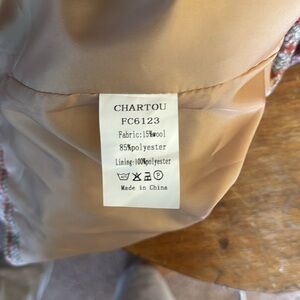 CHARTOU
FC6123
Fabric:15%wool
85%polyester
Lining:100%polyester
Made in China